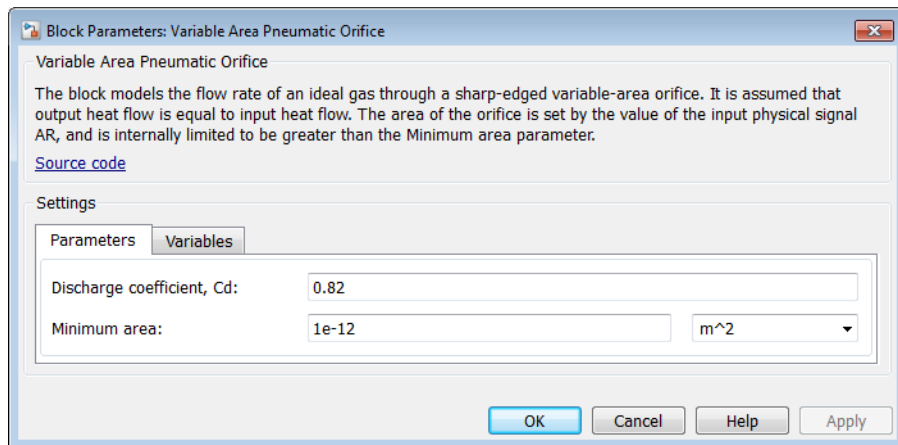 Block Parameters: Variable Area Pneumatic Orifice
Variable Area Pneumatic Orifice
The block models the flow rate of an ideal gas through a sharp-edged variable-area orifice. It is assumed that
output heat flow is equal to input heat flow. The area of the orifice is set by the value of the input physical signal
AR, and is internally limited to be greater than the Minimum area parameter.
Source code
Settings
Parameters Variables
Discharge coefficient, Cd: 0.82
Minimum area: 1e-12 m^2
OK Cancel Help Apply